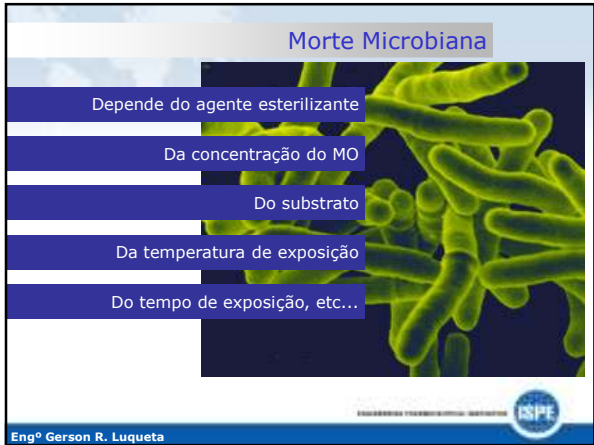 Morte Microbiana
Depende do agente esterilizante
Da concentração do MO
Do substrato
Da temperatura de exposição
Do tempo de exposição, etc...
ISPE
Engº Gerson R. Luqueta